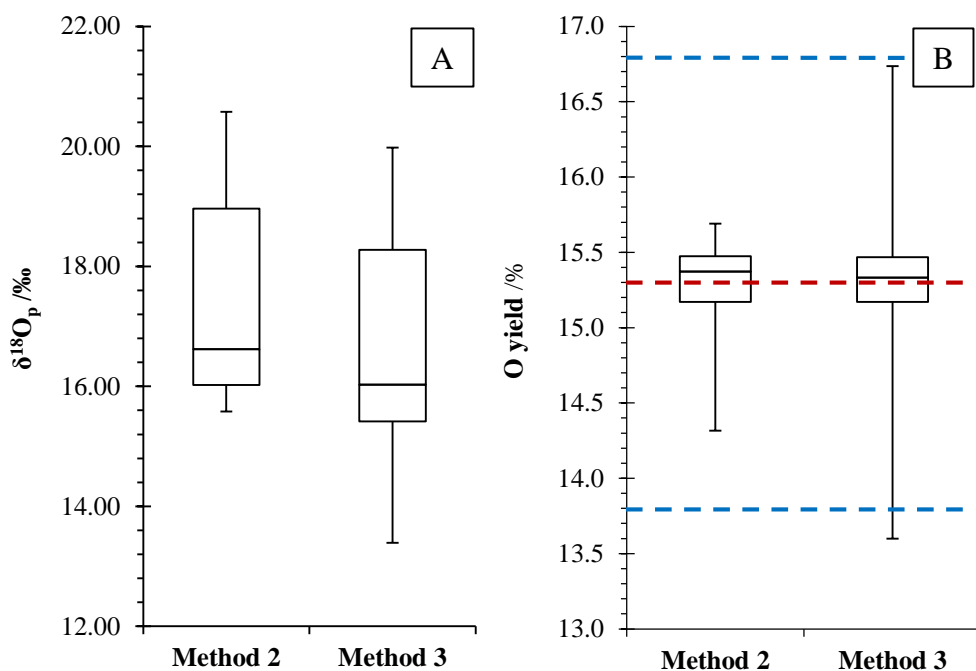 A
22.00
20.00
18.00
16.00
14.00
12.00
δ¹⁸Oₚ /‰
Method 2 Method 3
B
17.0
16.5
16.0
15.5
15.0
14.5
14.0
13.5
13.0
O yield /%
Method 2 Method 3